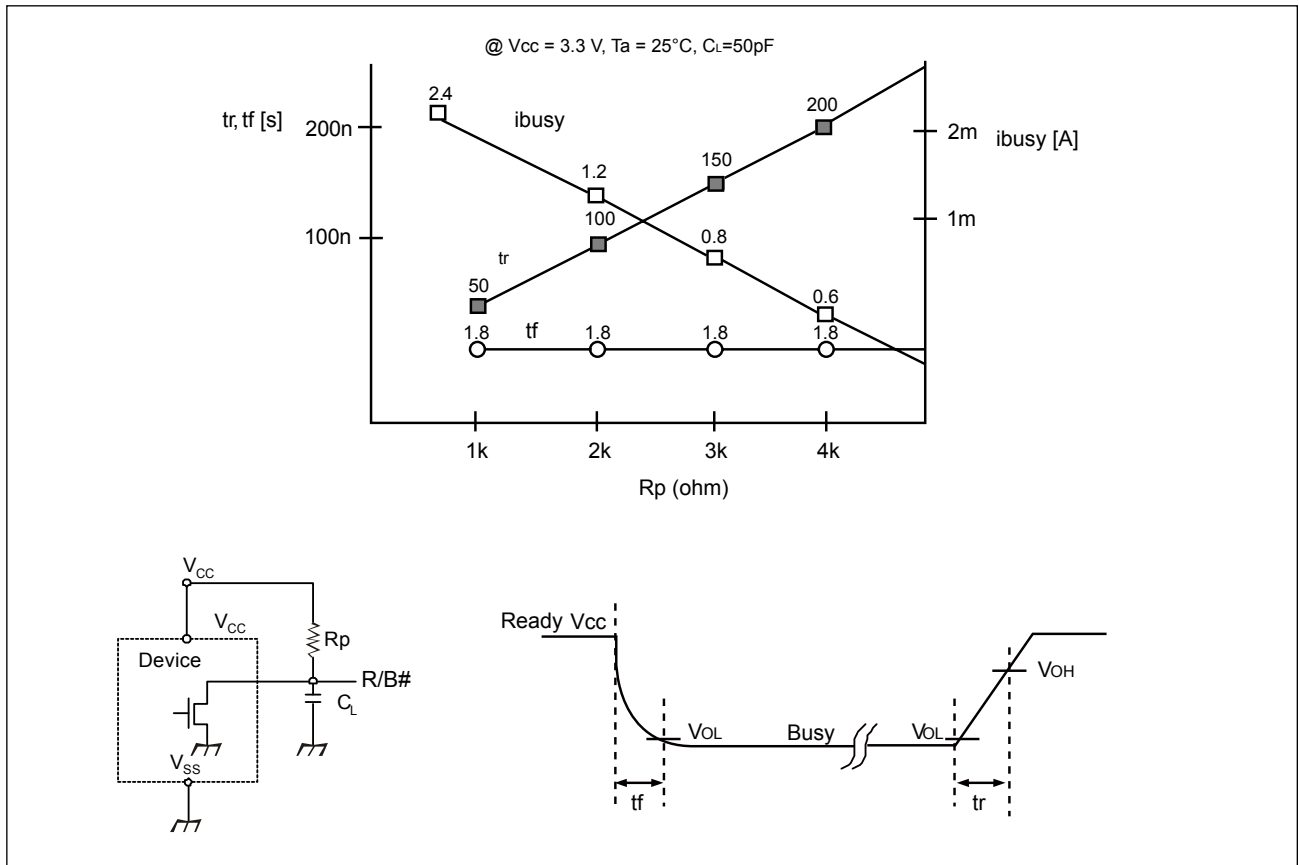 @ Vcc = 3.3 V, Ta = 25°C, CL=50pF
tr, tf [s]
200n
100n
2.4
ibusy
1.2
0.8
0.6
200
150
100
50
tr
tf
1.8
1.8
1.8
1.8
2m
1m
ibusy [A]
1k 2k 3k 4k
Rp (ohm)
VCC
VCC
Rp
Device
R/B#
CL
VSS
Ready Vcc
VOH
VOL
Busy
VOL
tf
tr